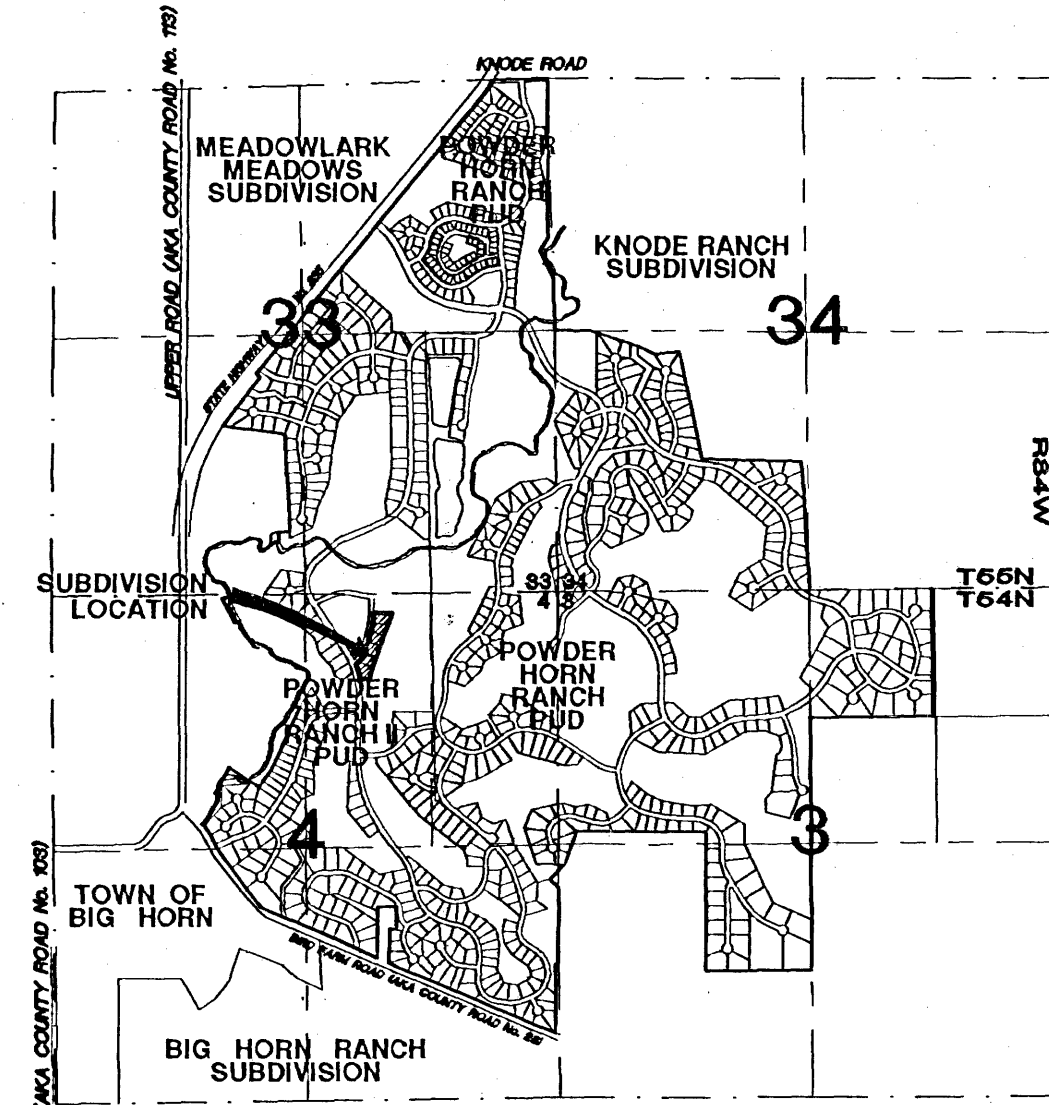 KNODE ROAD
UPPER ROAD (AKA COUNTY ROAD No. 113)
MEADOWLARK
MEADOWS
SUBDIVISION
POWDER
HORN
RANCH
PUD
KNODE RANCH
SUBDIVISION
33
34
STATE HIGHWAY No.
R84W
SUBDIVISION
LOCATION
33 34
4 3
T55N
T54N
POWDER
HORN
RANCH
PUD
POWDER
HORN
RANCH II
PUD
4
3
TOWN OF
BIG HORN
(AKA COUNTY ROAD No. 103)
BIRD FARM ROAD (AKA COUNTY ROAD No.
BIG HORN RANCH
SUBDIVISION